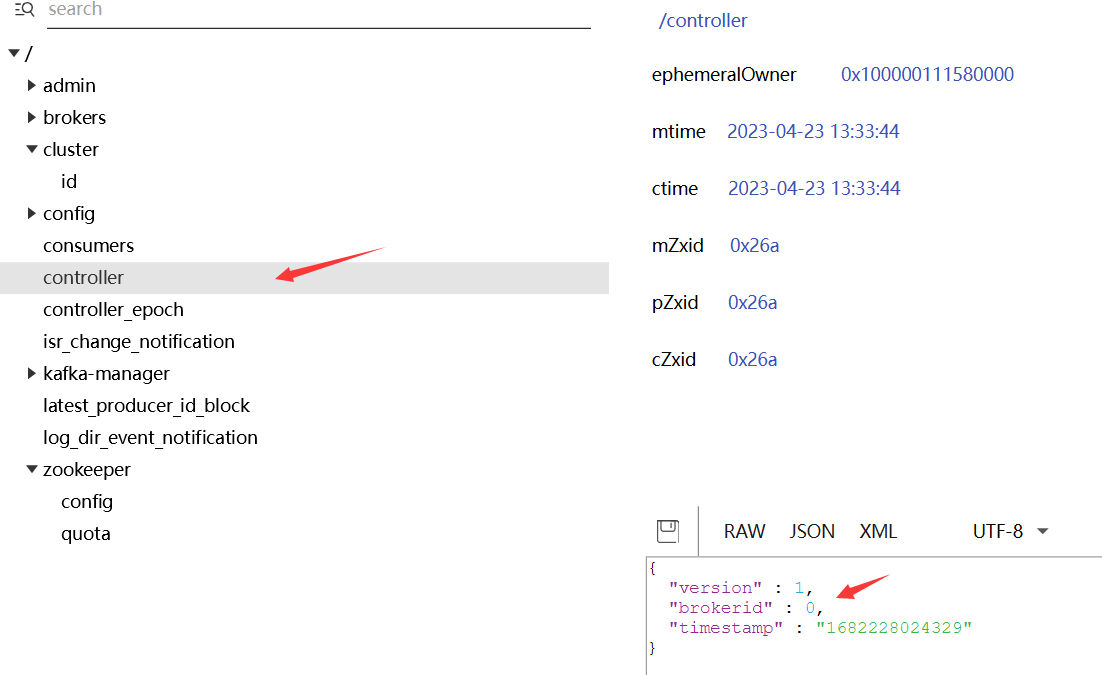 search
/
admin
brokers
cluster
id
config
consumers
controller
controller_epoch
isr_change_notification
kafka-manager
latest_producer_id_block
log_dir_event_notification
zookeeper
config
quota
/controller
ephemeralOwner 0x100000111580000
mtime 2023-04-23 13:33:44
ctime 2023-04-23 13:33:44
mZxid 0x26a
pZxid 0x26a
cZxid 0x26a
RAW JSON XML UTF-8
{
"version" : 1,
"brokerid" : 0,
"timestamp" : "1682228024329"
}